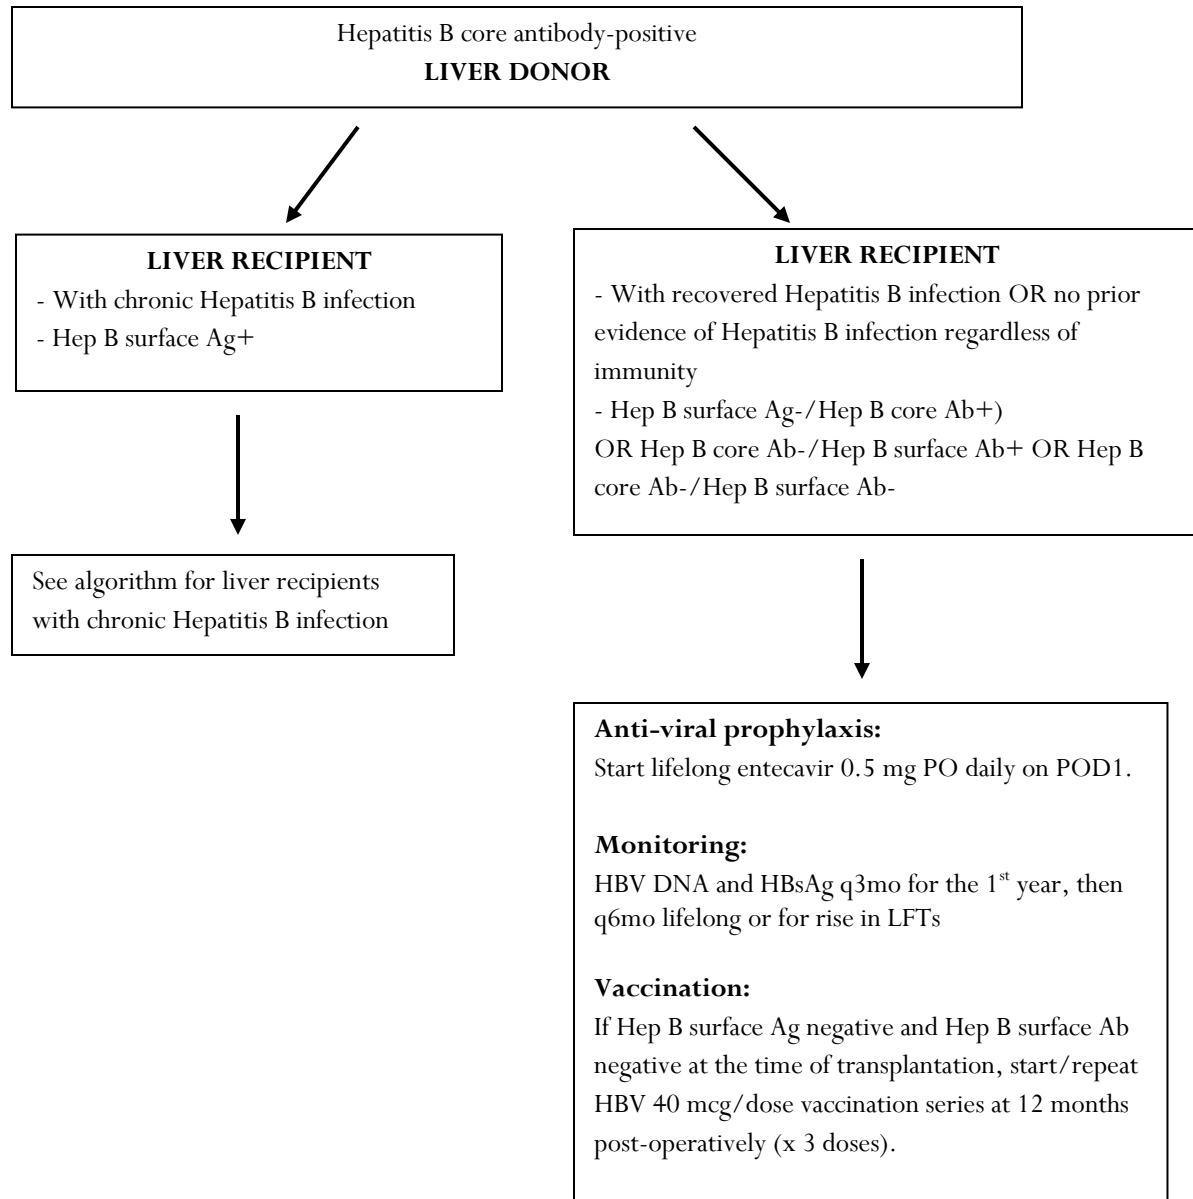 Hepatitis B core antibody-positive
LIVER DONOR
LIVER RECIPIENT
- With chronic Hepatitis B infection
- Hep B surface Ag+
LIVER RECIPIENT
- With recovered Hepatitis B infection OR no prior
evidence of Hepatitis B infection regardless of
immunity
- Hep B surface Ag-/Hep B core Ab+)
OR Hep B core Ab-/Hep B surface Ab+ OR Hep B
core Ab-/Hep B surface Ab-
See algorithm for liver recipients
with chronic Hepatitis B infection
Anti-viral prophylaxis:
Start lifelong entecavir 0.5 mg PO daily on POD1.
Monitoring:
HBV DNA and HBsAg q3mo for the 1st year, then
q6mo lifelong or for rise in LFTs
Vaccination:
If Hep B surface Ag negative and Hep B surface Ab
negative at the time of transplantation, start/repeat
HBV 40 mcg/dose vaccination series at 12 months
post-operatively (x 3 doses).